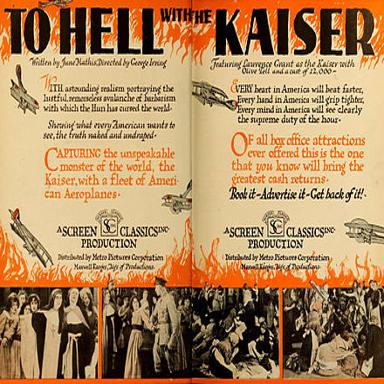 TO HELL WITH THE KAISER
Written by June Mathis, Directed by George Irving
WITH astounding realism portraying the
lustful, remorseless avalanche of barbarism
with which the Hun has cursed the world-
Showing what every American wants to
see, the truth naked and undraped-
CAPTURING the unspeakable
monster of the world, the
Kaiser, with a fleet of Ameri-
can Aeroplanes-
A SCREEN CLASSICS INC
PRODUCTION
Distributed by Metro Pictures Corporation
Maxwell Karger, Mgr of Productions
Featuring Lawrence Grant as the Kaiser with
Olive Tell and a cast of 12,000-
EVERY heart in America will beat faster,
Every hand in America will grip tighter,
Every mind in America will see clearly
the supreme duty of the hour-
OF all box office attractions
ever offered this is the one
that you know will bring the
greatest cash returns-
Book it-Advertise it-Get back of it!
A SCREEN CLASSICS INC
PRODUCTION
Distributed by Metro Pictures Corporation
Maxwell Karger, Mgr of Productions